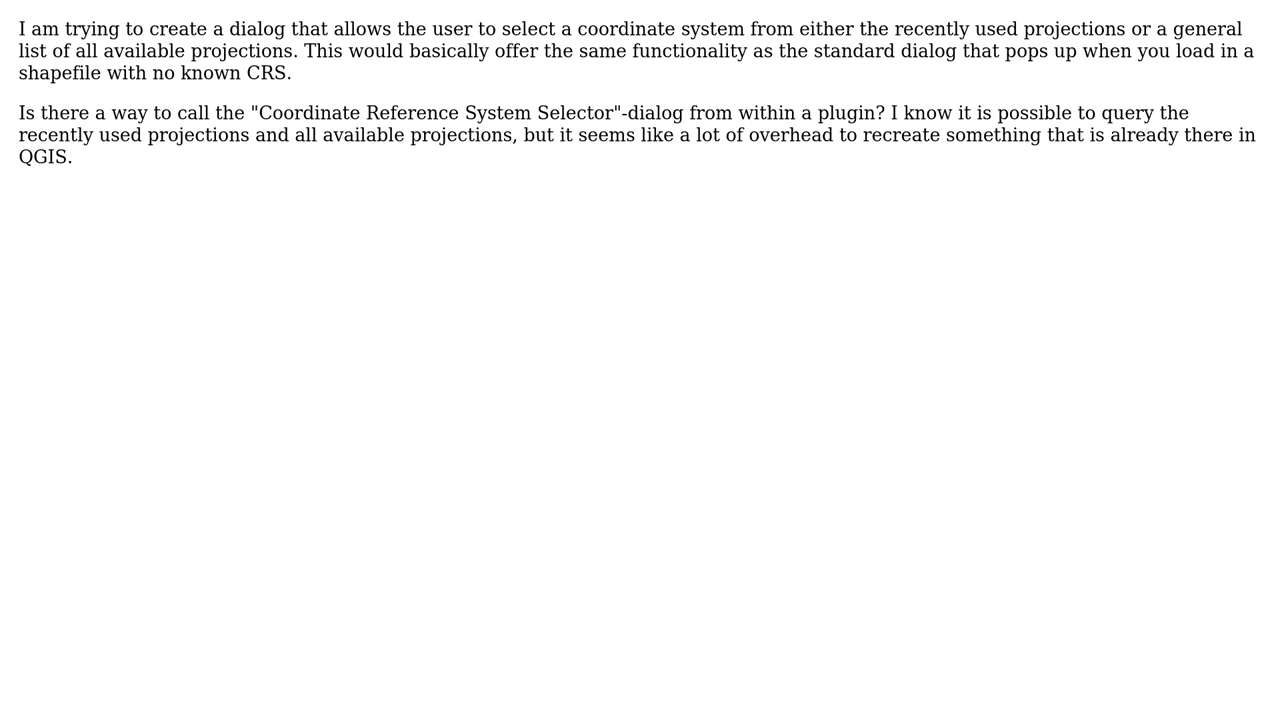 I am trying to create a dialog that allows the user to select a coordinate system from either the recently used projections or a general
list of all available projections. This would basically offer the same functionality as the standard dialog that pops up when you load in a
shapefile with no known CRS.
Is there a way to call the "Coordinate Reference System Selector"-dialog from within a plugin? I know it is possible to query the
recently used projections and all available projections, but it seems like a lot of overhead to recreate something that is already there in
QGIS.